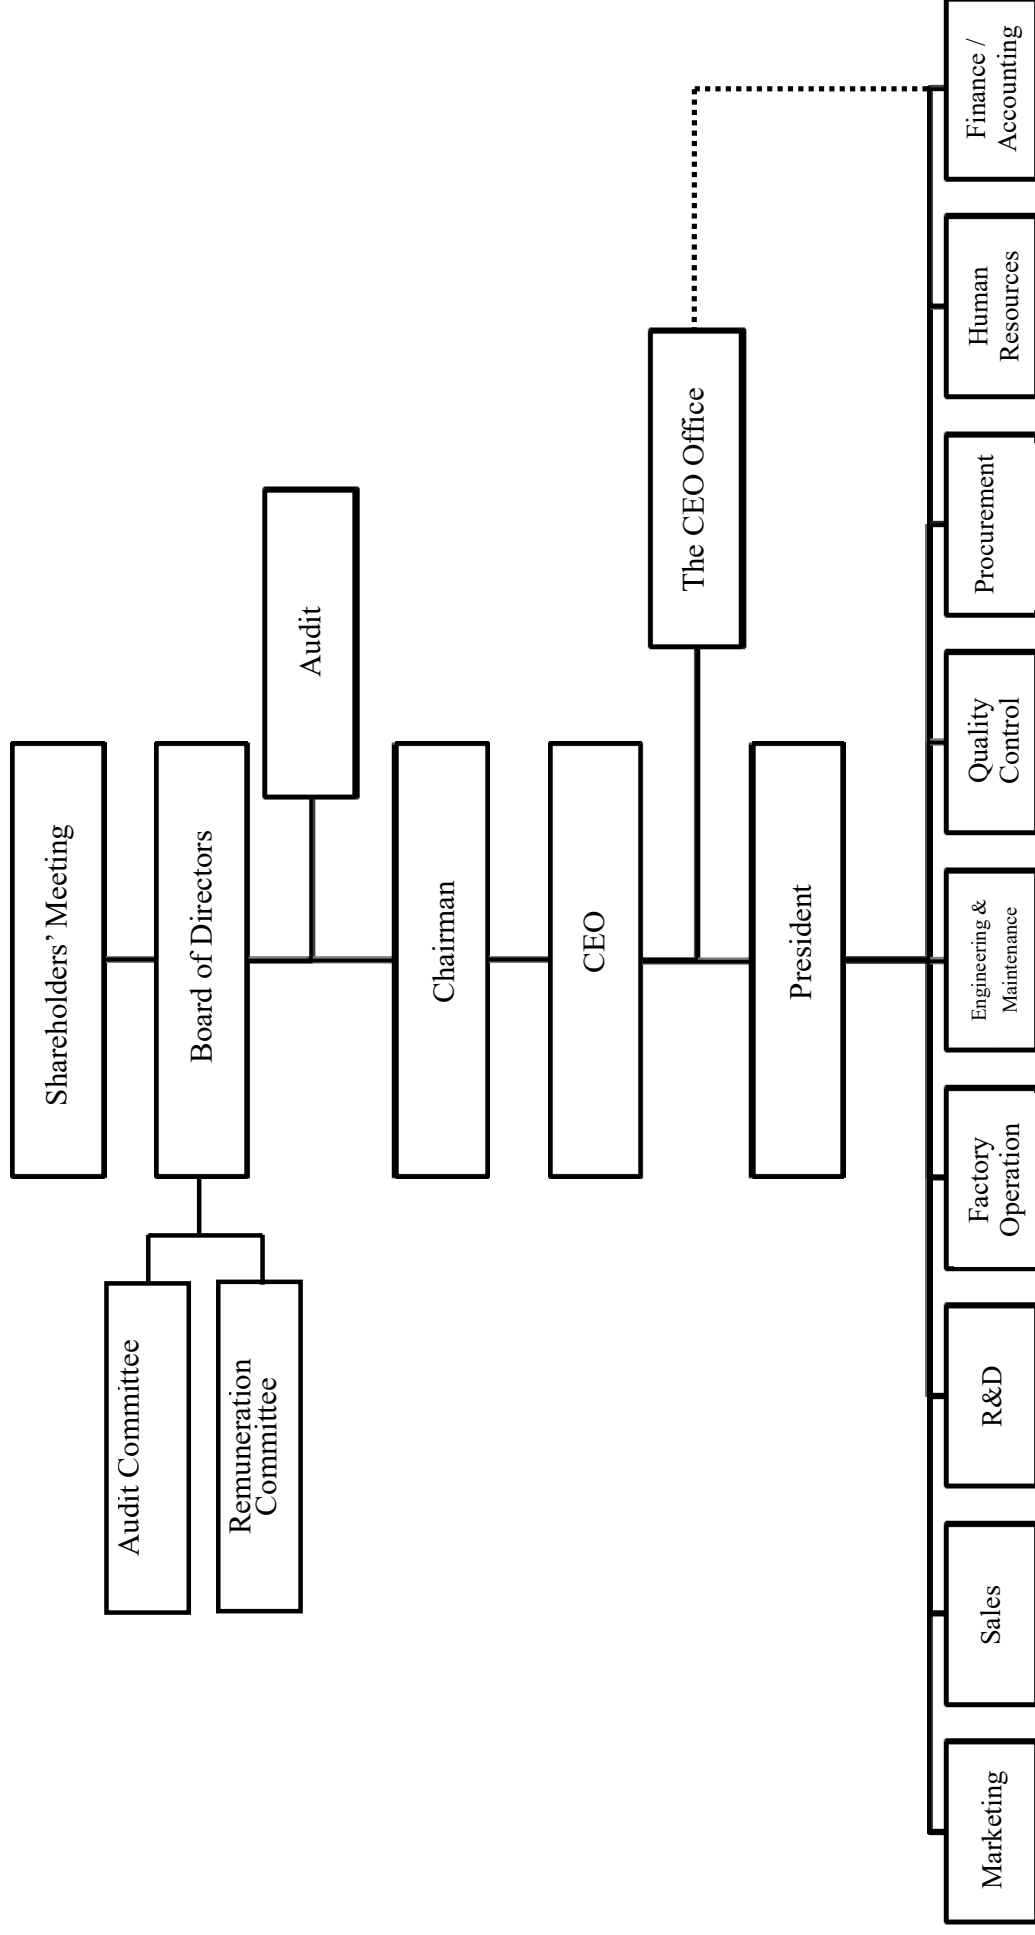 Shareholders’ Meeting
Audit Committee
Board of Directors
Remuneration
Committee
Audit
Chairman
CEO
The CEO Office
President
Marketing
Sales
R&D
Factory
Operation
Engineering &
Maintenance
Quality
Control
Procurement
Human
Resources
Finance /
Accounting